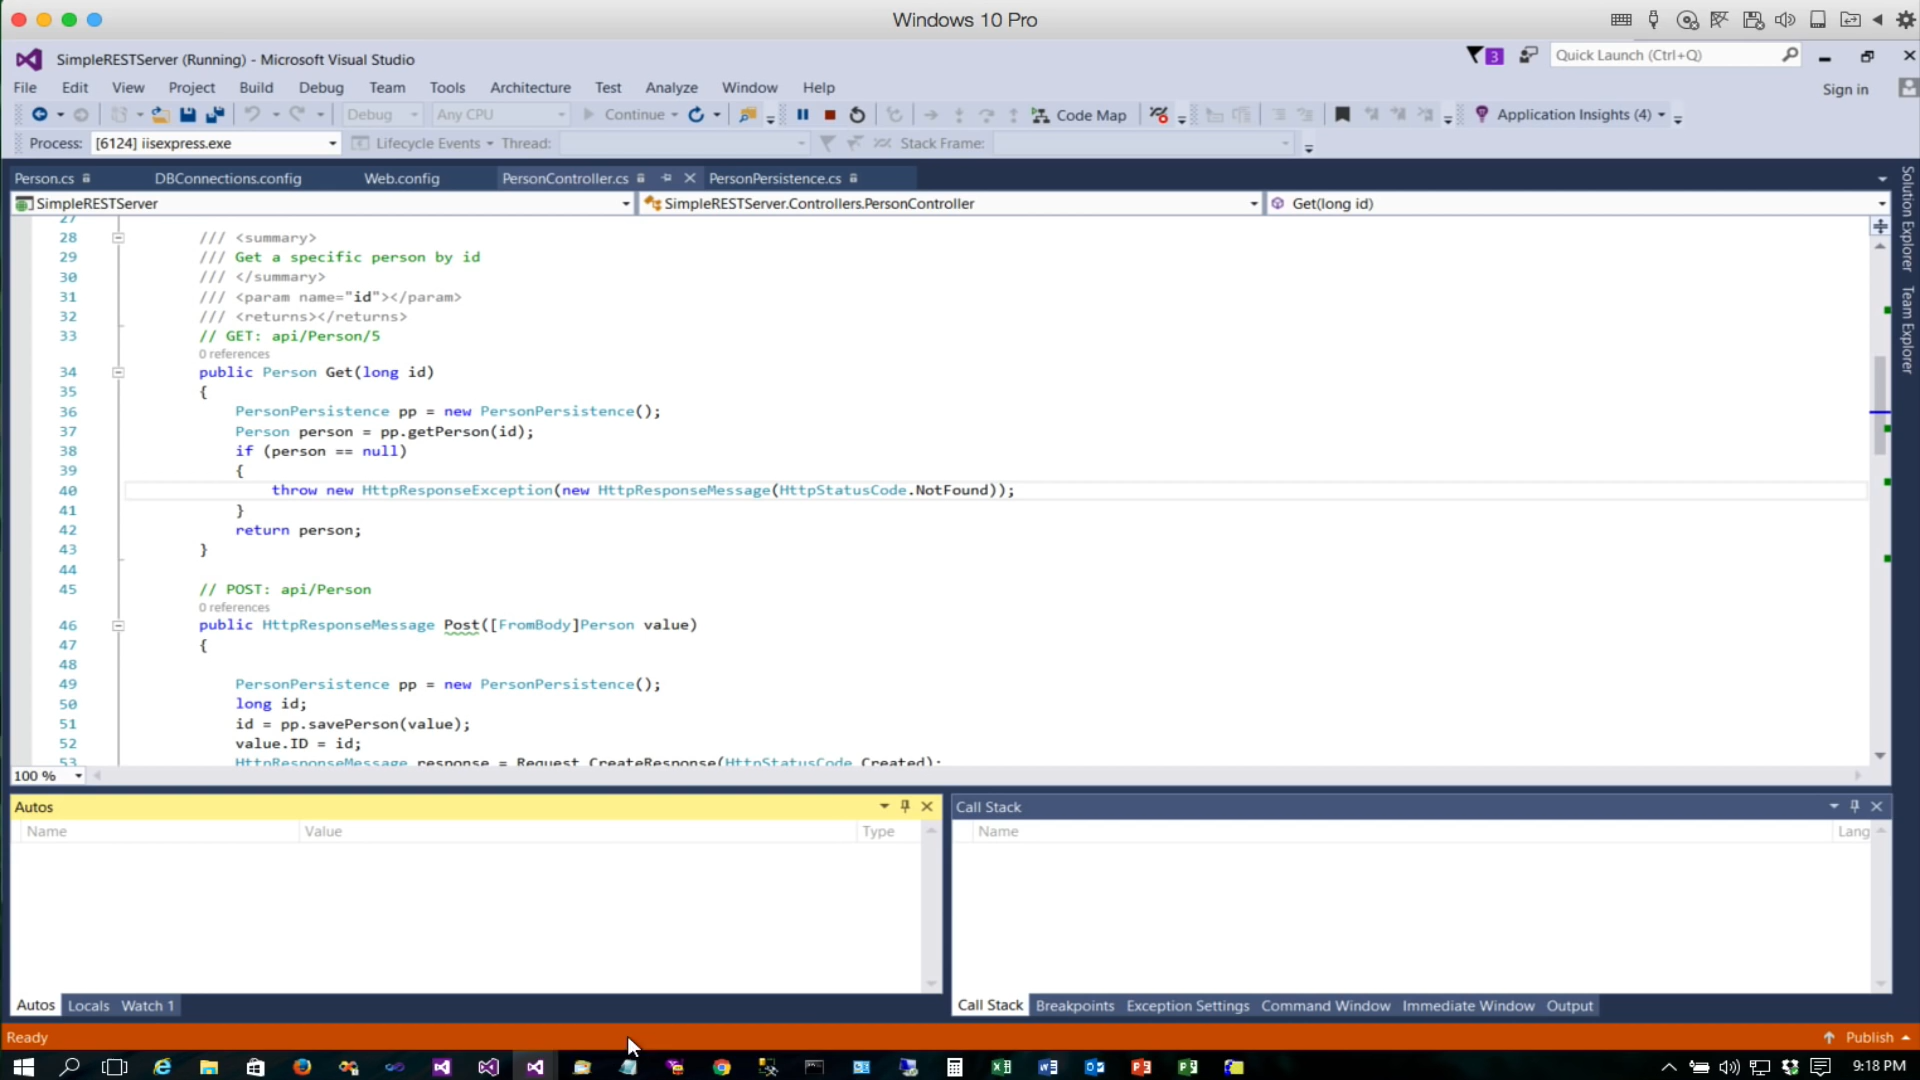 Windows 10 Pro
SimpleRESTServer (Running) - Microsoft Visual Studio
3
Quick Launch (Ctrl+Q)
File Edit View Project Build Debug Team Tools Architecture Test Analyze Window Help
Sign in
Debug Any CPU Continue Code Map Application Insights (4)
Process: [6124] iisexpress.exe Lifecycle Events Thread: Stack Frame:
Person.cs DBConnections.config Web.config PersonController.cs PersonPersistence.cs
SimpleRESTServer SimpleRESTServer.Controllers.PersonController Get(long id)
Solution Explorer
Team Explorer
27
28 /// <summary>
29 /// Get a specific person by id
30 /// </summary>
31 /// <param name="id"></param>
32 /// <returns></returns>
33 // GET: api/Person/5
0 references
34 public Person Get(long id)
35 {
36 PersonPersistence pp = new PersonPersistence();
37 Person person = pp.getPerson(id);
38 if (person == null)
39 {
40 throw new HttpResponseException(new HttpResponseMessage(HttpStatusCode.NotFound));
41 }
42 return person;
43 }
44
45 // POST: api/Person
0 references
46 public HttpResponseMessage Post([FromBody]Person value)
47 {
48
49 PersonPersistence pp = new PersonPersistence();
50 long id;
51 id = pp.savePerson(value);
52 value.ID = id;
53 HttpResponseMessage response = Request.CreateResponse(HttpStatusCode.Created);
100 %
Autos
Name Value Type
Call Stack
Name Lang
Autos Locals Watch 1
Call Stack Breakpoints Exception Settings Command Window Immediate Window Output
Ready
Publish
9:18 PM